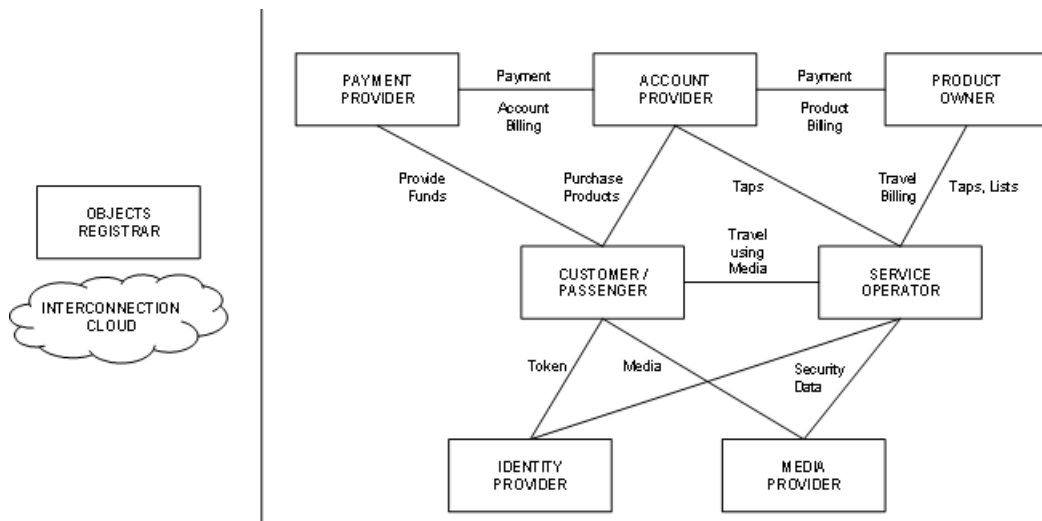 PAYMENT
PROVIDER
Payment
Account
Billing
ACCOUNT
PROVIDER
Payment
Product
Billing
PRODUCT
OWNER
Provide
Funds
Purchase
Products
Taps
Travel
Billing
Taps, Lists
OBJECTS
REGISTRAR
INTERCONNECTION
CLOUD
CUSTOMER /
PASSENGER
Travel
using
Media
SERVICE
OPERATOR
Token
Media
Security
Data
IDENTITY
PROVIDER
MEDIA
PROVIDER